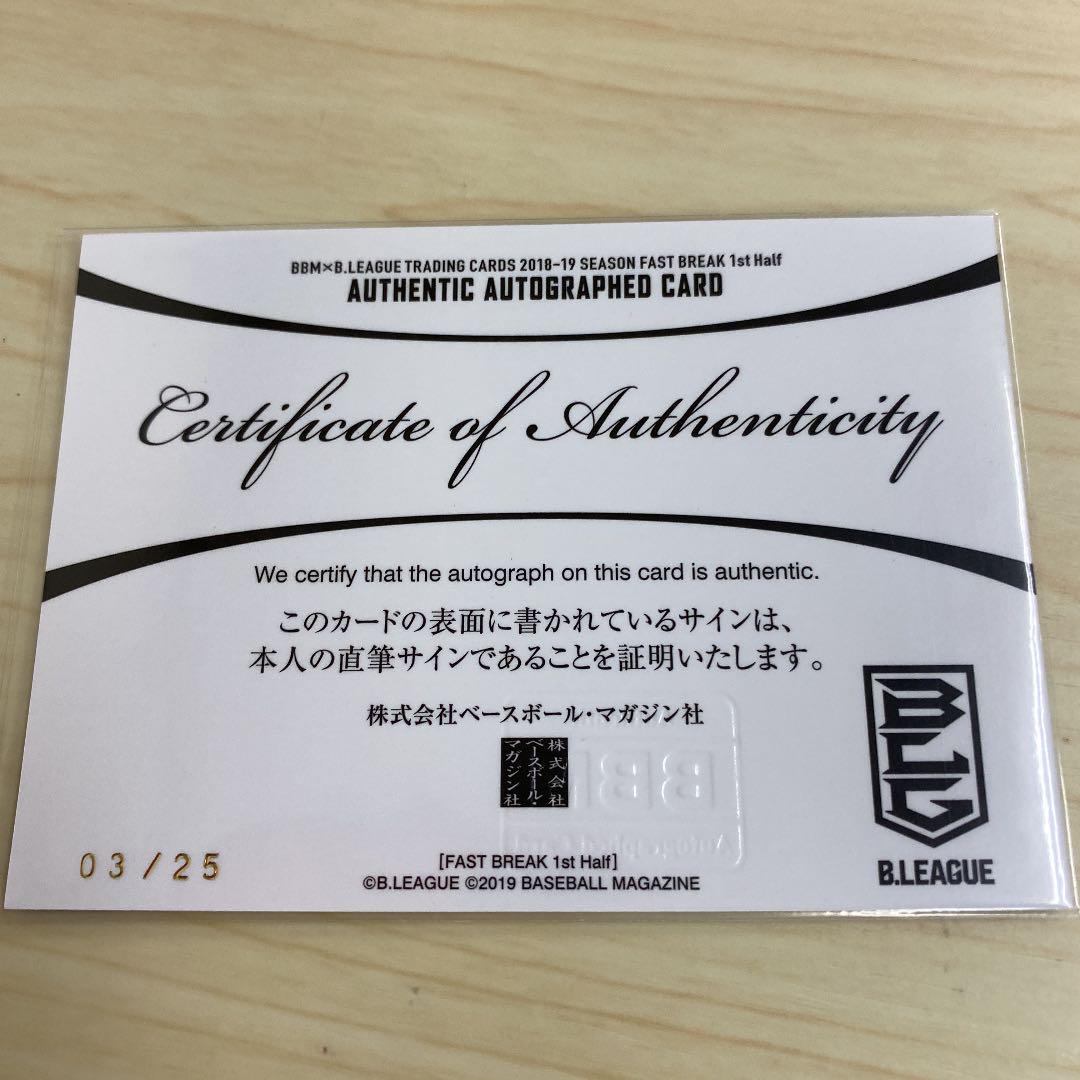 BBM×B.LEAGUE TRADING CARDS 2018-19 SEASON FAST BREAK 1st Half
AUTHENTIC AUTOGRAPHED CARD
Certificate of Authenticity
We certify that the autograph on this card is authentic.
このカードの表面に書かれているサインは、
本人の直筆サインであることを証明いたします。
株式会社ベースボール・マガジン社
株式会社
ベースボール・
マガジン社
BLG
B.LEAGUE
03/25
[FAST BREAK 1st Half]
©B.LEAGUE ©2019 BASEBALL MAGAZINE